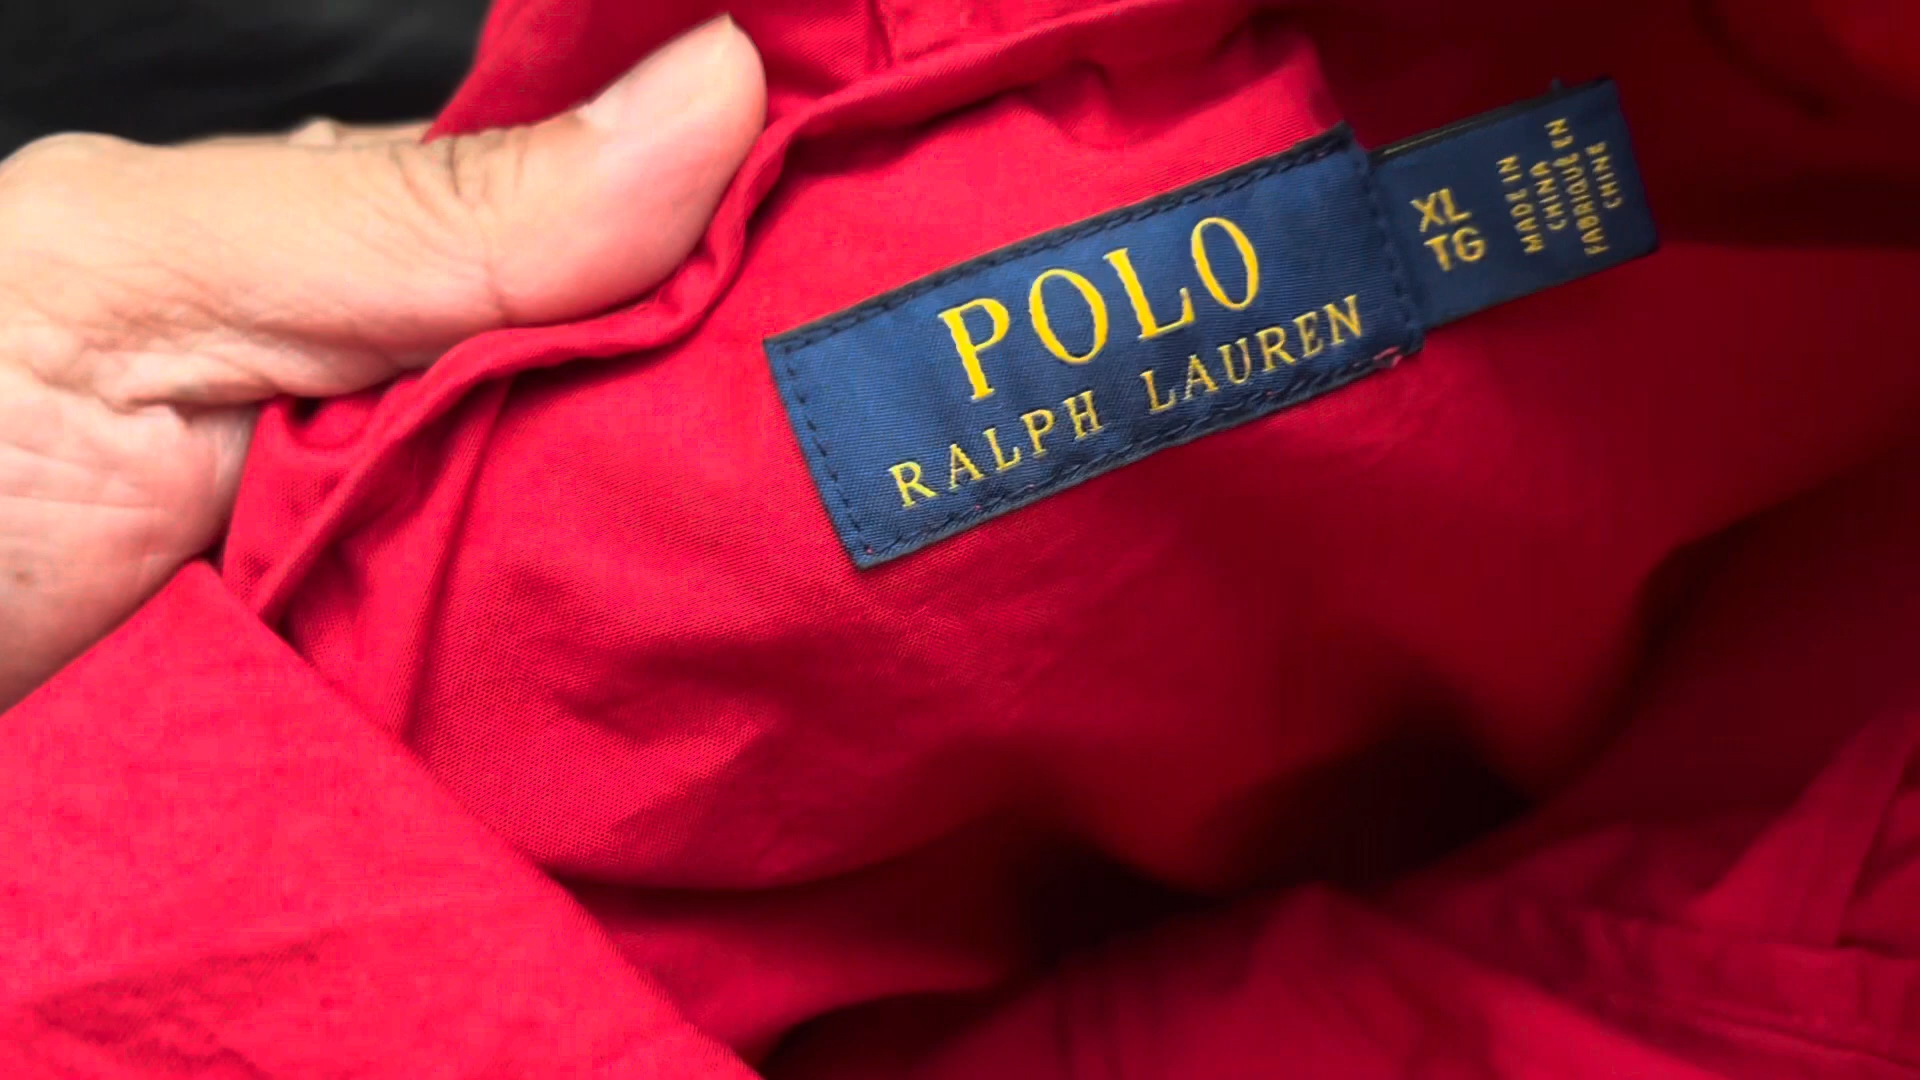 POLO
RALPH LAUREN
XL
TG
MADE IN
CHINA
FABRIQUÉ EN
CHINE